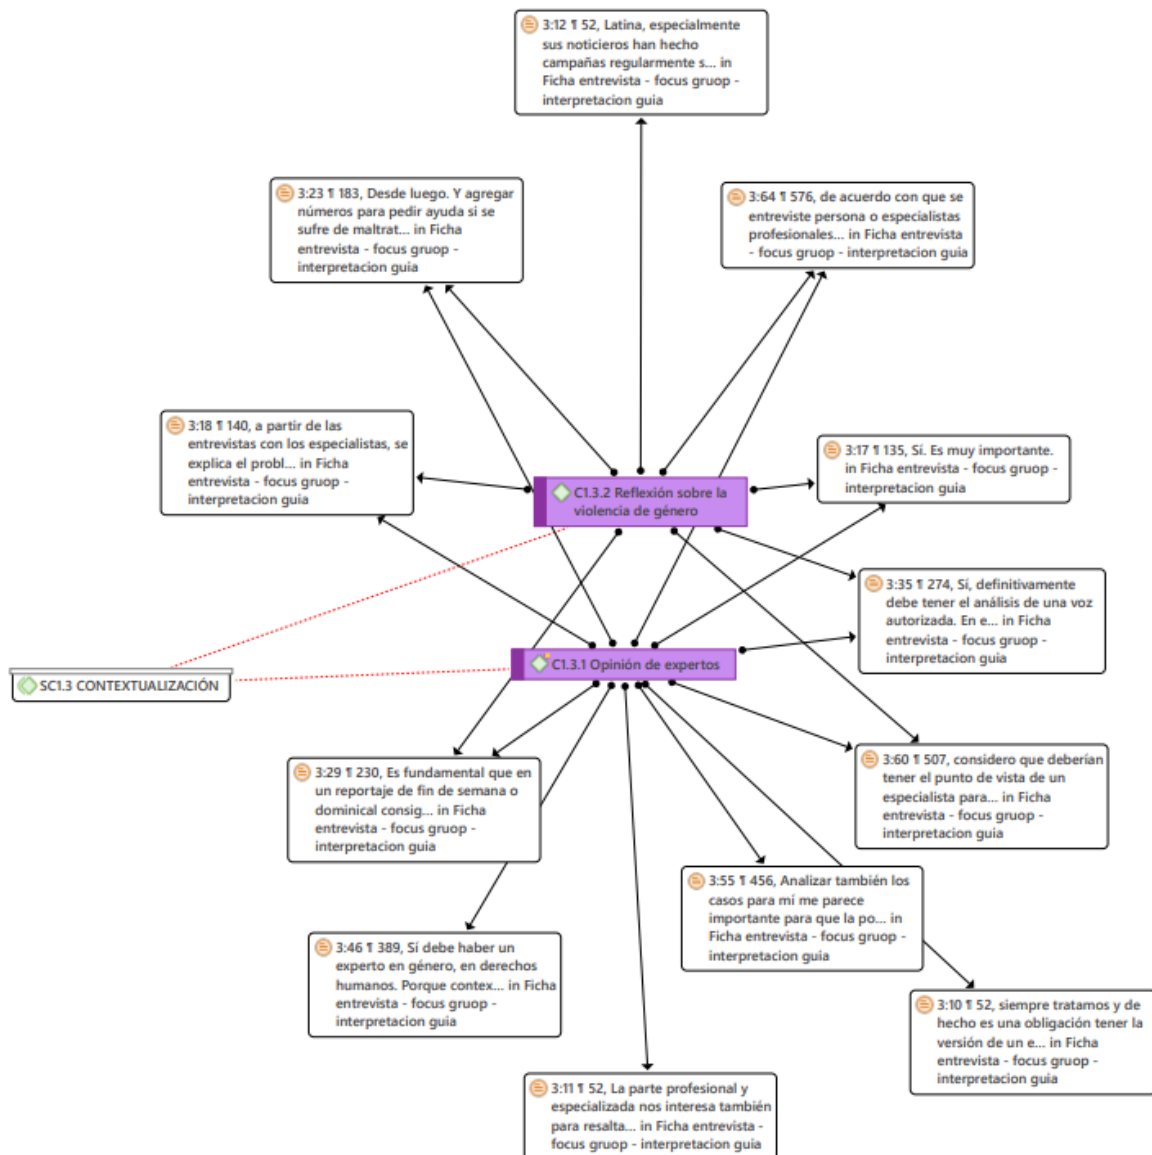 3:12 ¶ 52, Latina, especialmente
sus noticieros han hecho
campañas regularmente s... in
Ficha entrevista - focus gruop -
interpretacion guia
3:23 ¶ 183, Desde luego. Y agregar
números para pedir ayuda si se
sufre de maltrat... in Ficha
entrevista - focus gruop -
interpretacion guia
3:64 ¶ 576, de acuerdo con que se
entreviste persona o especialistas
profesionales... in Ficha entrevista
- focus gruop - interpretacion guia
3:18 ¶ 140, a partir de las
entrevistas con los especialistas, se
explica el probl... in Ficha
entrevista - focus gruop -
interpretacion guia
3:17 ¶ 135, Sí. Es muy importante.
in Ficha entrevista - focus gruop -
interpretacion guia
C1.3.2 Reflexión sobre la
violencia de género
3:35 ¶ 274, Sí, definitivamente
debe tener el análisis de una voz
autorizada. En e... in Ficha
entrevista - focus gruop -
interpretacion guia
C1.3.1 Opinión de expertos
SC1.3 CONTEXTUALIZACIÓN
3:29 ¶ 230, Es fundamental que en
un reportaje de fin de semana o
dominical consig... in Ficha
entrevista - focus gruop -
interpretacion guia
3:60 ¶ 507, considero que deberían
tener el punto de vista de un
especialista para... in Ficha
entrevista - focus gruop -
interpretacion guia
3:55 ¶ 456, Analizar también los
casos para mí me parece
importante para que la po... in
Ficha entrevista - focus gruop -
interpretacion guia
3:46 ¶ 389, Sí debe haber un
experto en género, en derechos
humanos. Porque contex... in Ficha
entrevista - focus gruop -
interpretacion guia
3:10 ¶ 52, siempre tratamos y de
hecho es una obligación tener la
versión de un e... in Ficha
entrevista - focus gruop -
interpretacion guia
3:11 ¶ 52, La parte profesional y
especializada nos interesa también
para resalta... in Ficha entrevista -
focus gruop - interpretacion guia